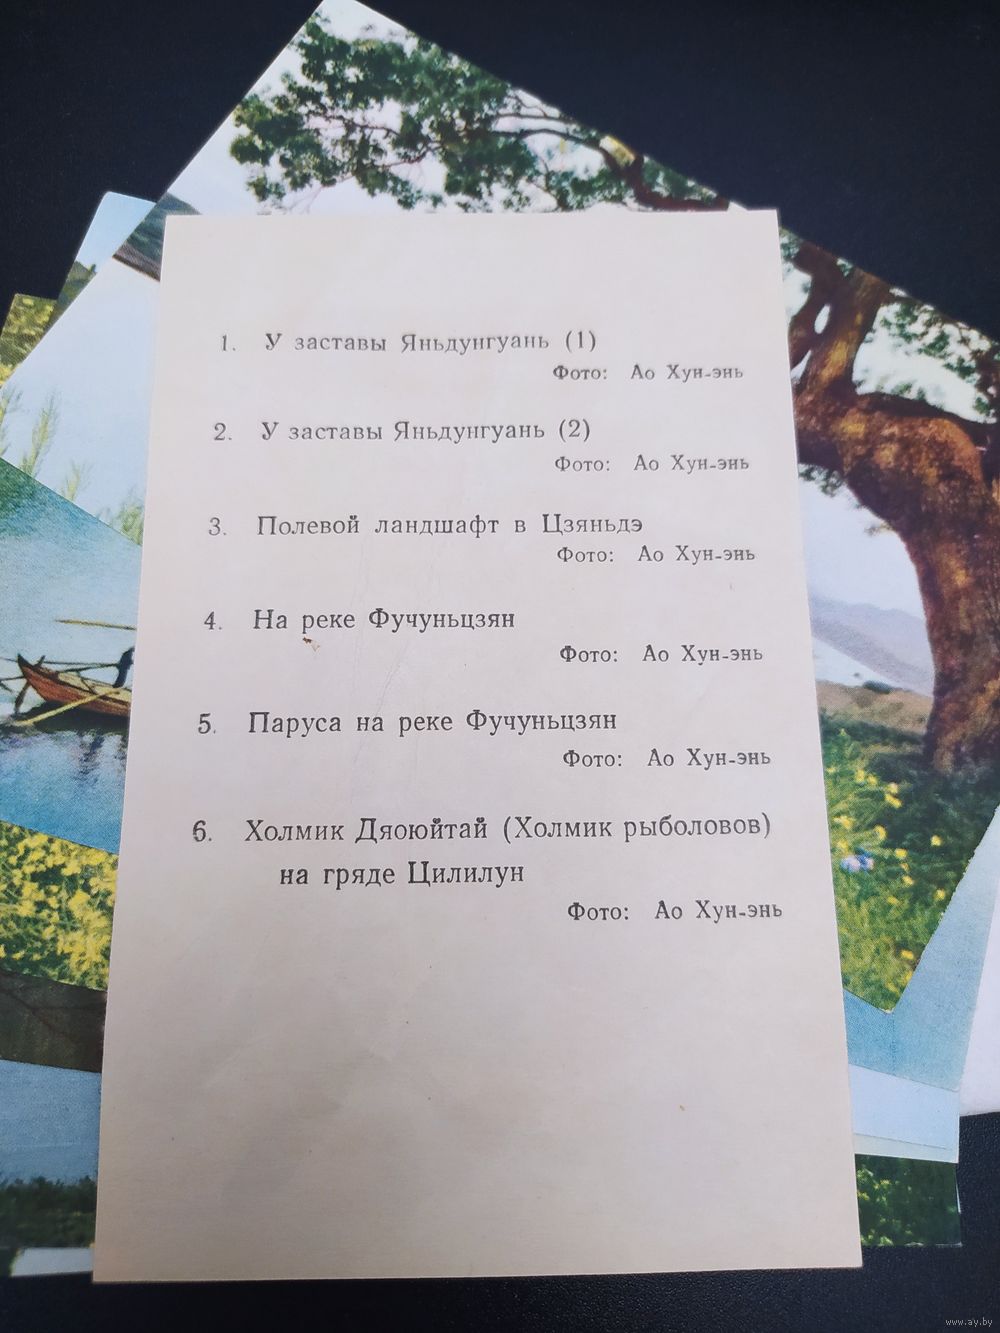 1. У заставы Яньдунгуань (1)
Фото: Ао Хун-энь
2. У заставы Яньдунгуань (2)
Фото: Ао Хун-энь
3. Полевой ландшафт в Цзяньдэ
Фото: Ао Хун-энь
4. На реке Фучуньцзян
Фото: Ао Хун-энь
5. Паруса на реке Фучуньцзян
Фото: Ао Хун-энь
6. Холмик Дяоюйтай (Холмик рыболовов)
на гряде Цилилун
Фото: Ао Хун-энь
www.ay.by